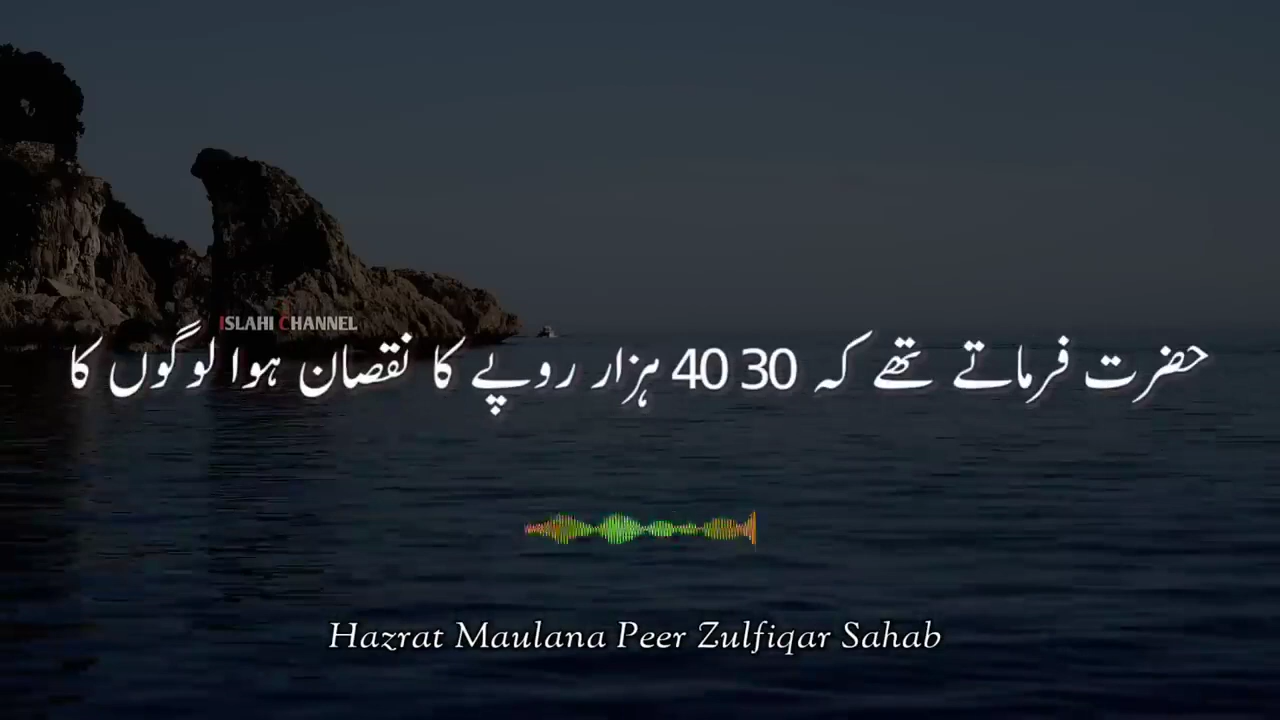 ISLAHI CHANNEL
حضرت فرماتے تھے کہ 30 40 ہزار روپے کا نقصان ہوا لوگوں کا
Hazrat Maulana Peer Zulfiqar Sahab